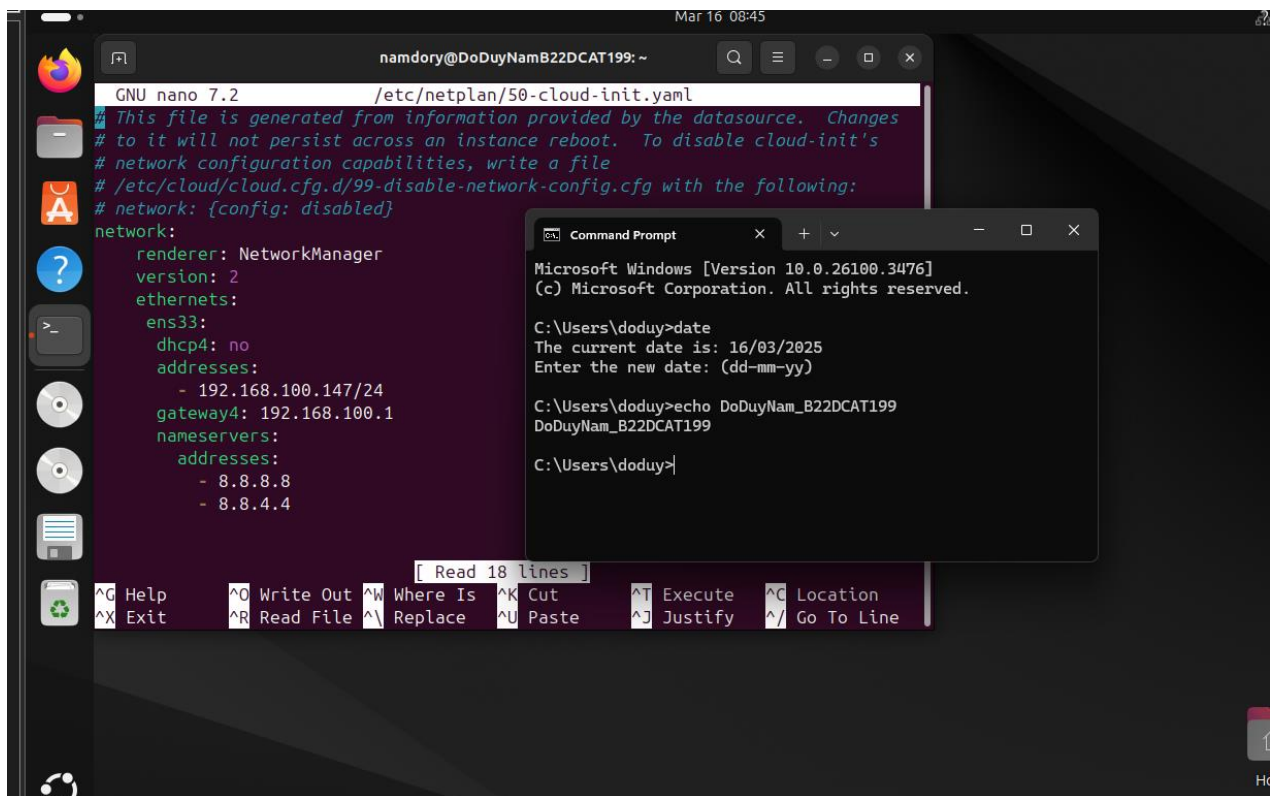 Mar 16 08:45
namdory@DoDuyNamB22DCAT199: ~
GNU nano 7.2 /etc/netplan/50-cloud-init.yaml
# This file is generated from information provided by the datasource.  Changes
# to it will not persist across an instance reboot.  To disable cloud-init's
# network configuration capabilities, write a file
# /etc/cloud/cloud.cfg.d/99-disable-network-config.cfg with the following:
# network: {config: disabled}
network:
    renderer: NetworkManager
    version: 2
    ethernets:
     ens33:
      dhcp4: no
      addresses:
        - 192.168.100.147/24
      gateway4: 192.168.100.1
      nameservers:
        addresses:
          - 8.8.8.8
          - 8.8.4.4
[ Read 18 lines ]
^G Help ^O Write Out ^W Where Is ^K Cut ^T Execute ^C Location
^X Exit ^R Read File ^\ Replace ^U Paste ^J Justify ^/ Go To Line
Command Prompt
Microsoft Windows [Version 10.0.26100.3476]
(c) Microsoft Corporation. All rights reserved.
C:\Users\doduy>date
The current date is: 16/03/2025
Enter the new date: (dd-mm-yy)
C:\Users\doduy>echo DoDuyNam_B22DCAT199
DoDuyNam_B22DCAT199
C:\Users\doduy>